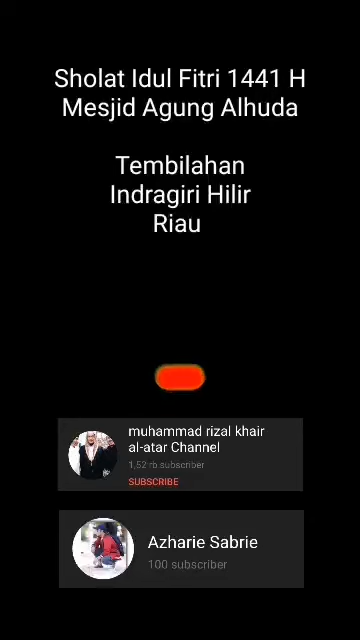 Sholat Idul Fitri 1441 H
Mesjid Agung Alhuda
Tembilahan
Indragiri Hilir
Riau
muhammad rizal khair
al-atar Channel
1,52 rb subscriber
SUBSCRIBE
Azharie Sabrie
100 subscriber